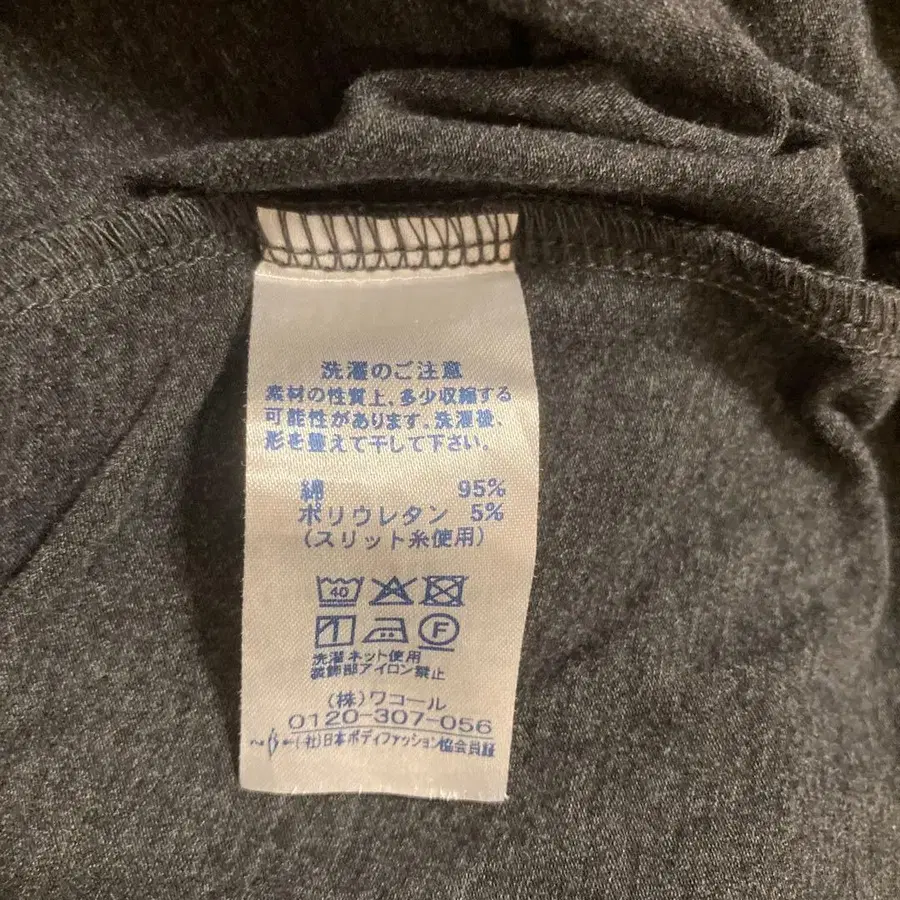 洗濯のご注意
素材の性質上、多少収縮する
可能性があります。洗濯後、
形を整えて干して下さい。
綿 95%
ポリウレタン 5%
(スリット糸使用)
40
F
洗濯ネット使用
装飾部アイロン禁止
(株)ワコール
0120-307-056
(一社)日本ボディファッション協会員証